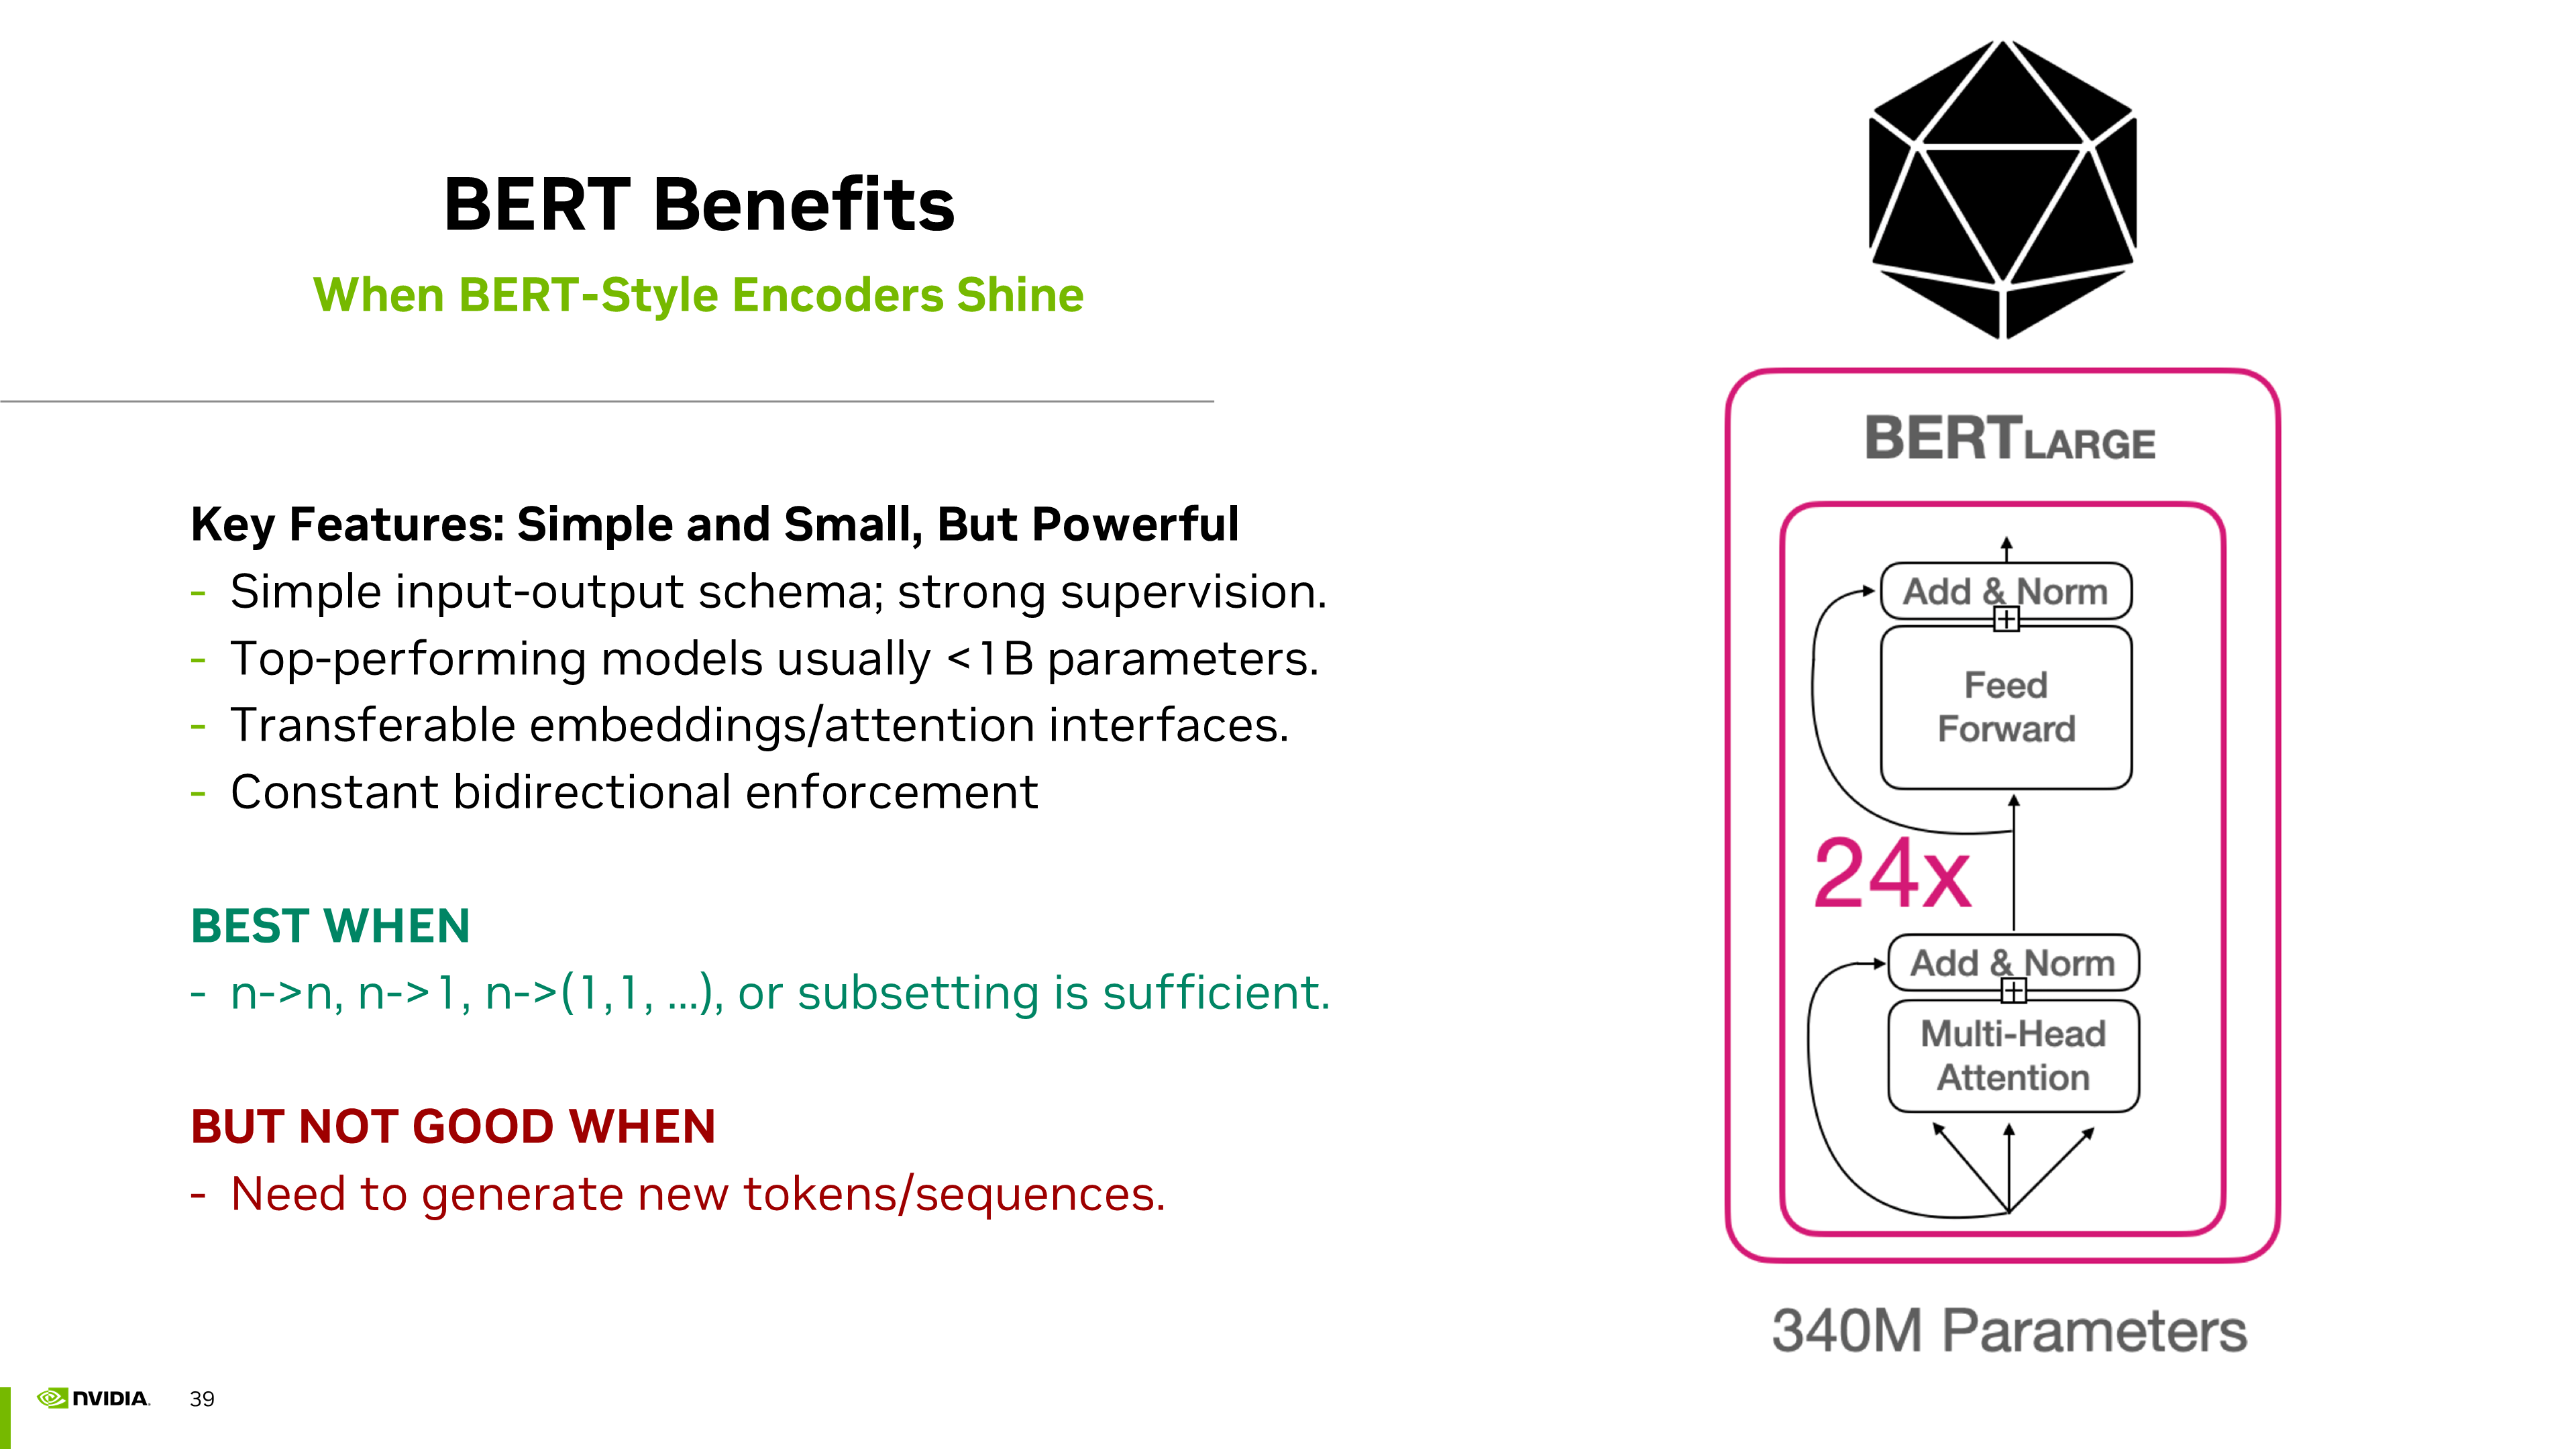 BERT Benefits
When BERT-Style Encoders Shine
Key Features: Simple and Small, But Powerful
- Simple input-output schema; strong supervision.
- Top-performing models usually <1B parameters.
- Transferable embeddings/attention interfaces.
- Constant bidirectional enforcement
BEST WHEN
- n->n, n->1, n->(1,1, ...), or subsetting is sufficient.
BUT NOT GOOD WHEN
- Need to generate new tokens/sequences.
BERTLARGE
Add & Norm
Feed
Forward
24x
Add & Norm
Multi-Head
Attention
340M Parameters
NVIDIA.
39